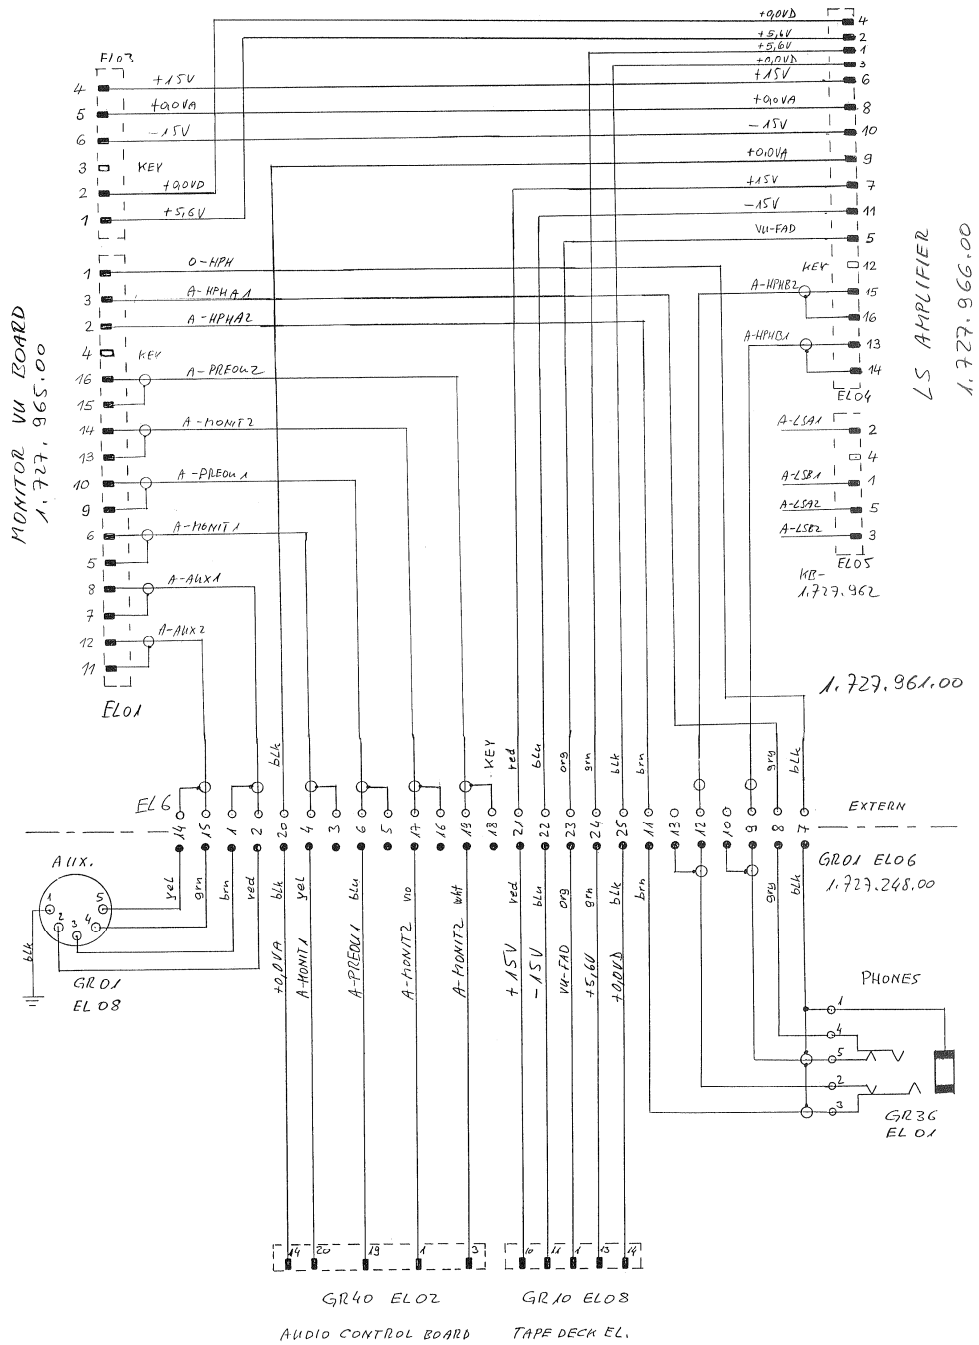 EL03
4 +15V
5 +0,0VA
6 -15V
3 KEY
2 +0,0VD
1 +5,6V
+0,0VD 4
+5,6V 2
+5,6V 1
+0,0VD 3
+15V 6
+0,0VA 8
-15V 10
+0,0VA 9
+15V 7
-15V 11
VU-FAD 5
KEY 12
A-HPHB2 15
16
A-HPHB1 13
14
EL04
LS AMPLIFIER
1.727.966.00
A-LSA1 2
4
A-LSB1 1
A-LSA2 5
A-LSB2 3
EL05
KB-
1.727.962
MONITOR VU BOARD
1.727.965.00
1 0-HPH
3 A-HPHA1
2 A-HPHA2
4 KEY
16 A-PREOU2
15
14 A-MONIT2
13
10 A-PREOU1
9
6 A-MONIT1
5
8 A-AUX1
7
12 A-AUX2
11
EL01
1.727.961.00
blk KEY red blu org grn blk brn gry blk
EL6
EXTERN
14 15 1 2 20 4 3 6 5 17 16 19 18 21 22 23 24 25 11 13 12 10 9 8 7
GR01 EL06
1.727.248.00
yel grn brn red blk yel blu vio wht red blu org grn blk brn gry blk
AUX.
1 2 3 4 5
blk
GR01
EL08
+0,0VA A-MONIT1 A-PREOU1 A-MONIT2 A-MONIT2 +15V -15V VU-FAD +5,6V +0,0VD
PHONES
1
4
5
2
3
GR36
EL01
14 20 19 1 3
10 11 1 13 14
GR40 EL02
GR10 EL08
AUDIO CONTROL BOARD
TAPE DECK EL.